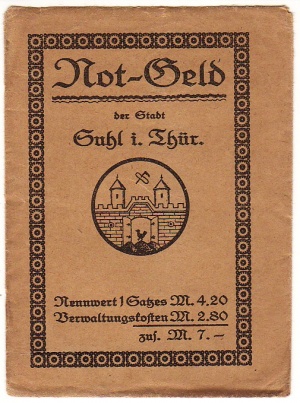 Not-Geld
der Stadt
Suhl i. Thür.
Nennwert 1 Satzes M. 4.20
Verwaltungskosten M. 2.80
zus. M. 7.—